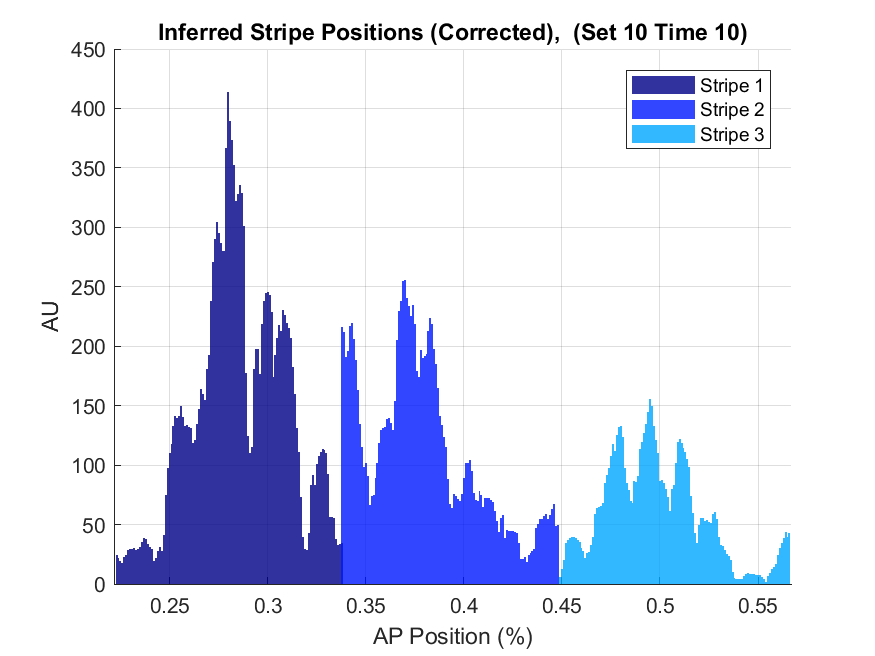 Inferred Stripe Positions (Corrected),  (Set 10 Time 10)
450
400
350
300
250
200
150
100
50
0
AU
Stripe 1
Stripe 2
Stripe 3
0.25 0.3 0.35 0.4 0.45 0.5 0.55
AP Position (%)